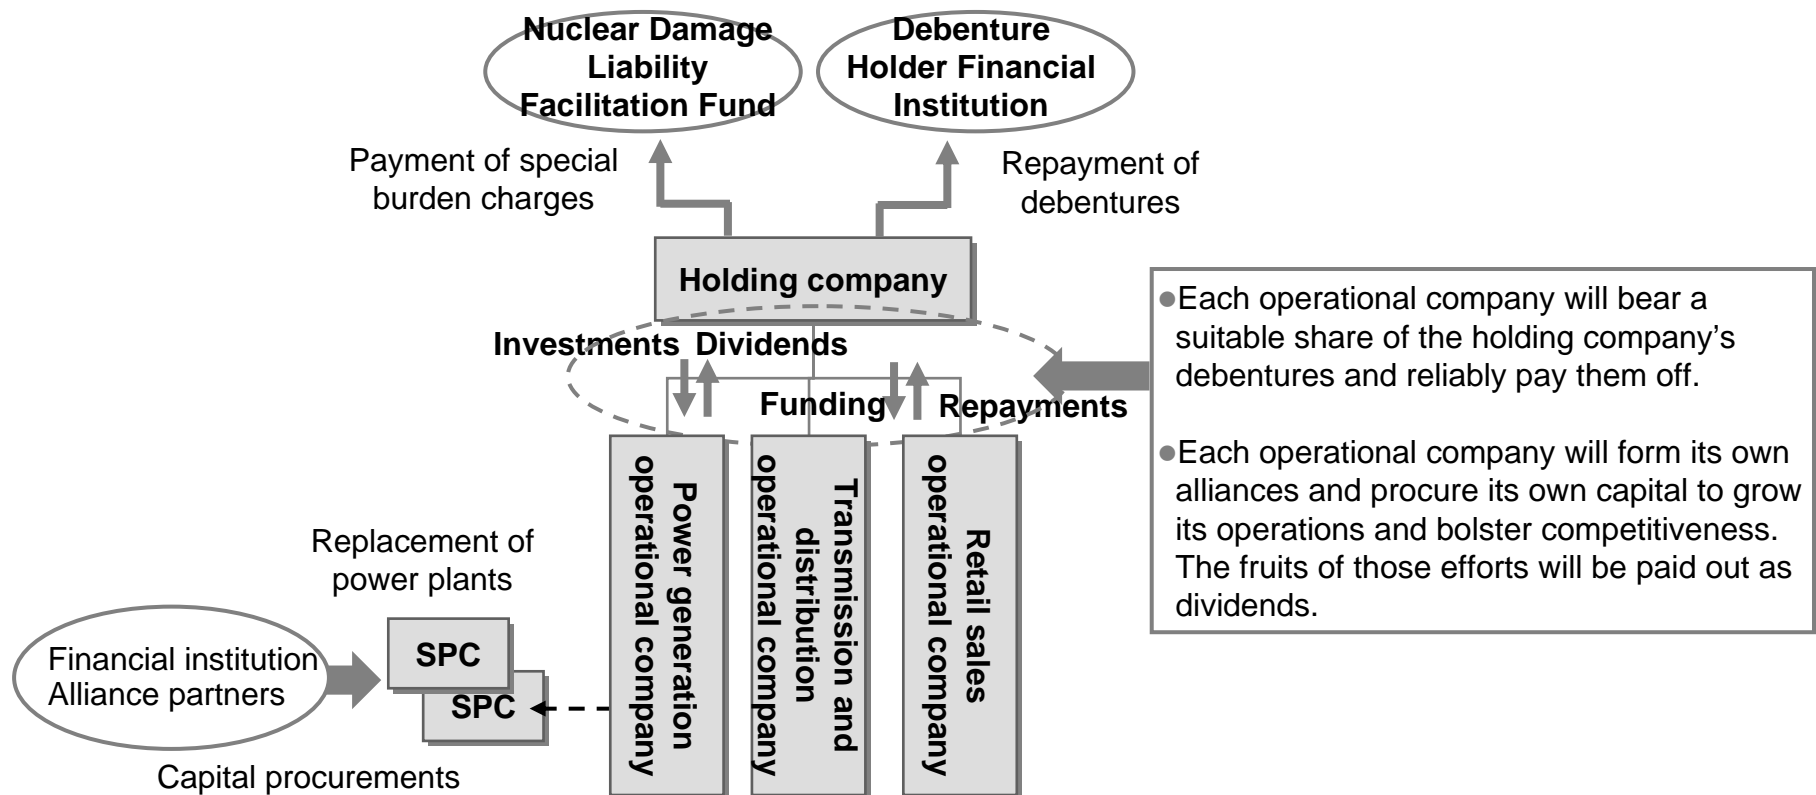 Nuclear Damage
Liability
Facilitation Fund
Debenture
Holder Financial
Institution
Payment of special
burden charges
Repayment of
debentures
Holding company
Investments
Dividends
Funding
Repayments
●Each operational company will bear a
suitable share of the holding company’s
debentures and reliably pay them off.
●Each operational company will form its own
alliances and procure its own capital to grow
its operations and bolster competitiveness.
The fruits of those efforts will be paid out as
dividends.
Power generation
operational company
Transmission and
distribution
operational company
Retail sales
operational company
Replacement of
power plants
SPC
SPC
Financial institution
Alliance partners
Capital procurements